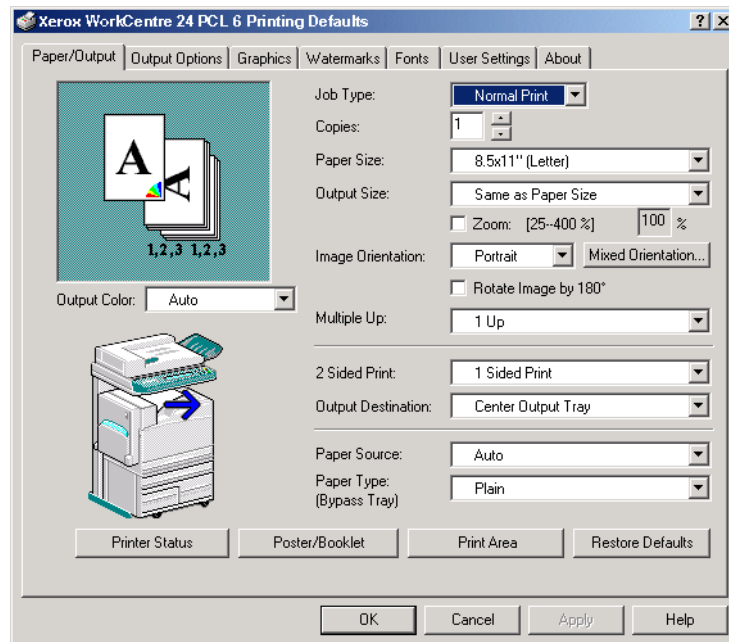 Xerox WorkCentre 24 PCL 6 Printing Defaults
Paper/Output Output Options Graphics Watermarks Fonts User Settings About
A
A
1,2,3 1,2,3
Output Color: Auto
Job Type: Normal Print
Copies: 1
Paper Size: 8.5x11" (Letter)
Output Size: Same as Paper Size
Zoom: [25--400 %] 100 %
Image Orientation: Portrait Mixed Orientation...
Rotate Image by 180°
Multiple Up: 1 Up
2 Sided Print: 1 Sided Print
Output Destination: Center Output Tray
Paper Source: Auto
Paper Type: Plain
(Bypass Tray)
Printer Status Poster/Booklet Print Area Restore Defaults
OK Cancel Apply Help